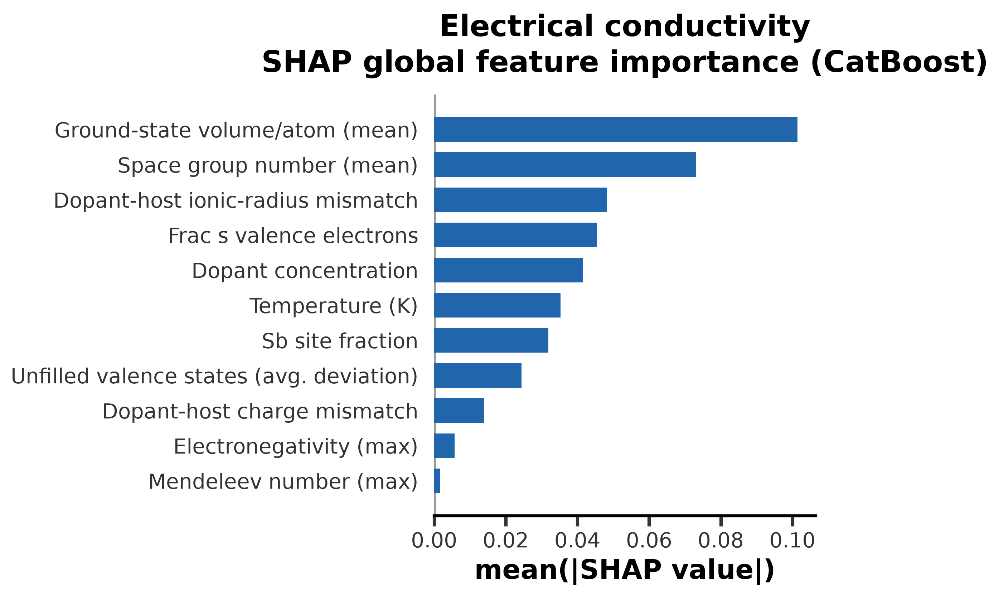 Electrical conductivity
SHAP global feature importance (CatBoost)
Ground-state volume/atom (mean)
Space group number (mean)
Dopant-host ionic-radius mismatch
Frac s valence electrons
Dopant concentration
Temperature (K)
Sb site fraction
Unfilled valence states (avg. deviation)
Dopant-host charge mismatch
Electronegativity (max)
Mendeleev number (max)
0.00 0.02 0.04 0.06 0.08 0.10
mean(|SHAP value|)